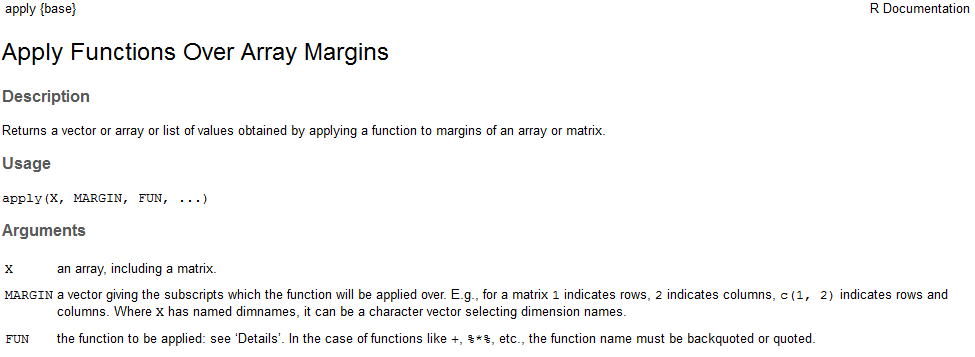 apply {base} R Documentation
Apply Functions Over Array Margins
Description
Returns a vector or array or list of values obtained by applying a function to margins of an array or matrix.
Usage
apply(X, MARGIN, FUN, ...)
Arguments
X an array, including a matrix.
MARGIN a vector giving the subscripts which the function will be applied over. E.g., for a matrix 1 indicates rows, 2 indicates columns, c(1, 2) indicates rows and
columns. Where X has named dimnames, it can be a character vector selecting dimension names.
FUN the function to be applied: see ‘Details’. In the case of functions like +, %*%, etc., the function name must be backquoted or quoted.